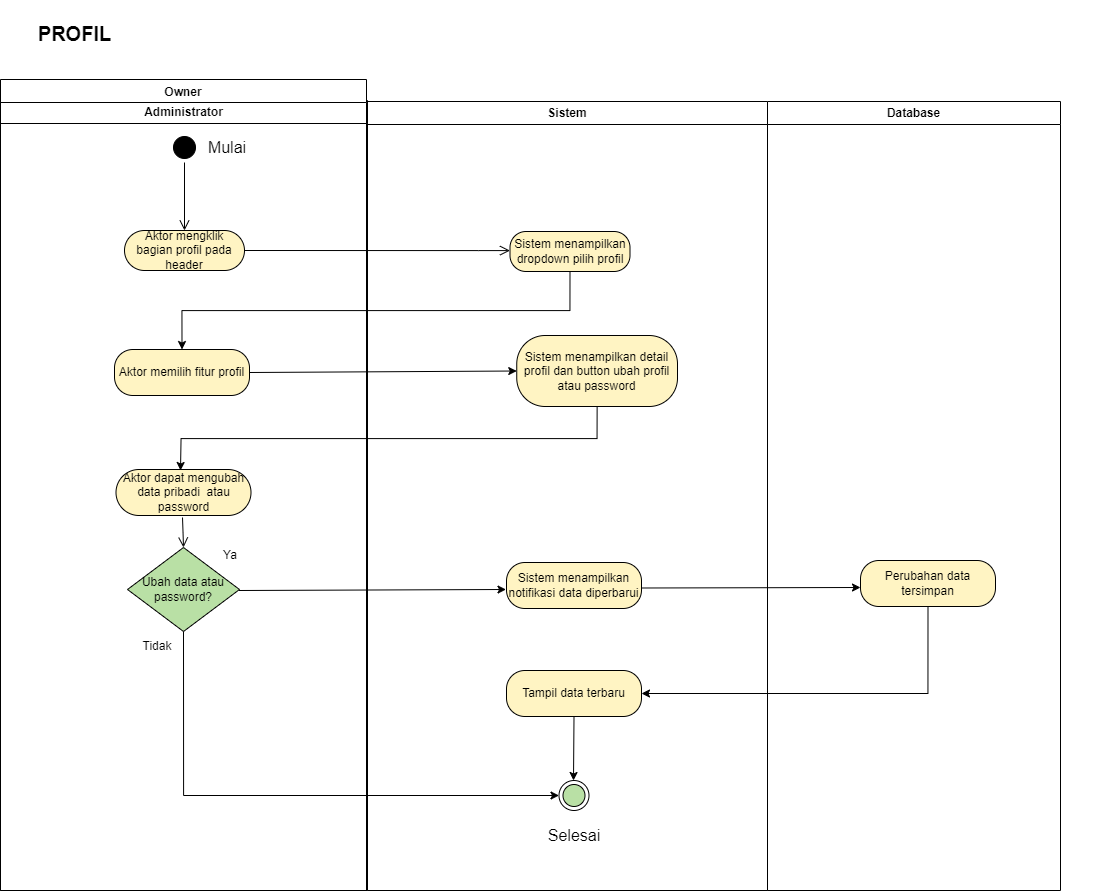 PROFIL
Owner
Administrator
Sistem
Database
Mulai
Aktor mengklik
bagian profil pada
header
Sistem menampilkan
dropdown pilih profil
Aktor memilih fitur profil
Sistem menampilkan detail
profil dan button ubah profil
atau password
Aktor dapat mengubah
data pribadi  atau
password
Ya
Ubah data atau
password?
Sistem menampilkan
notifikasi data diperbarui
Perubahan data
tersimpan
Tidak
Tampil data terbaru
Selesai